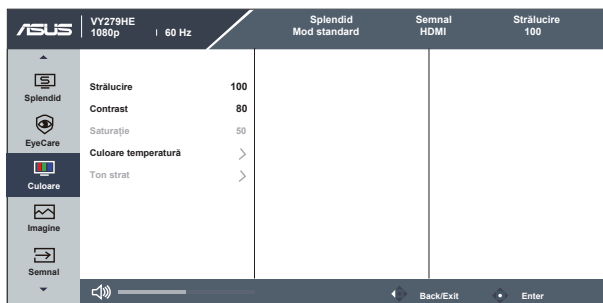 ASUS
VY279HE
1080p | 60 Hz
Splendid
Mod standard
Semnal
HDMI
Strălucire
100
Splendid
EyeCare
Culoare
Imagine
Semnal
Strălucire 100
Contrast 80
Saturație 50
Culoare temperatură
Ton strat
Back/Exit
Enter